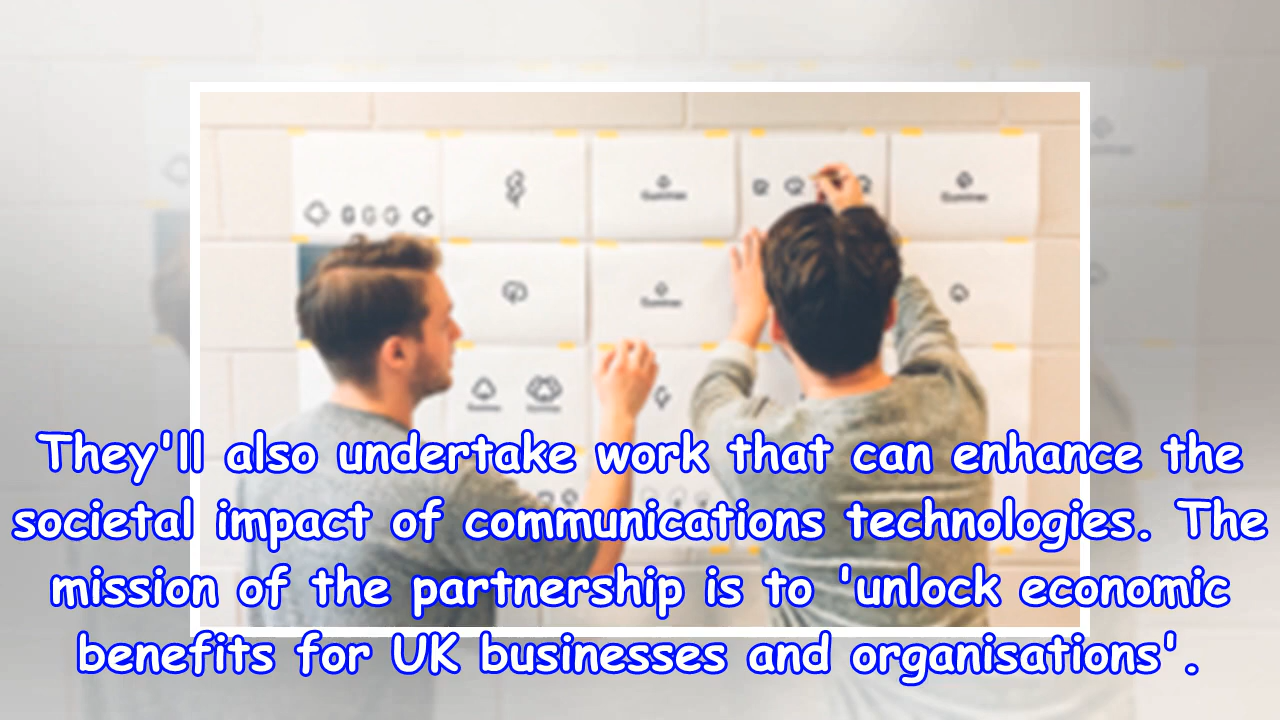 They'll also undertake work that can enhance the
societal impact of communications technologies. The
mission of the partnership is to 'unlock economic
benefits for UK businesses and organisations'.